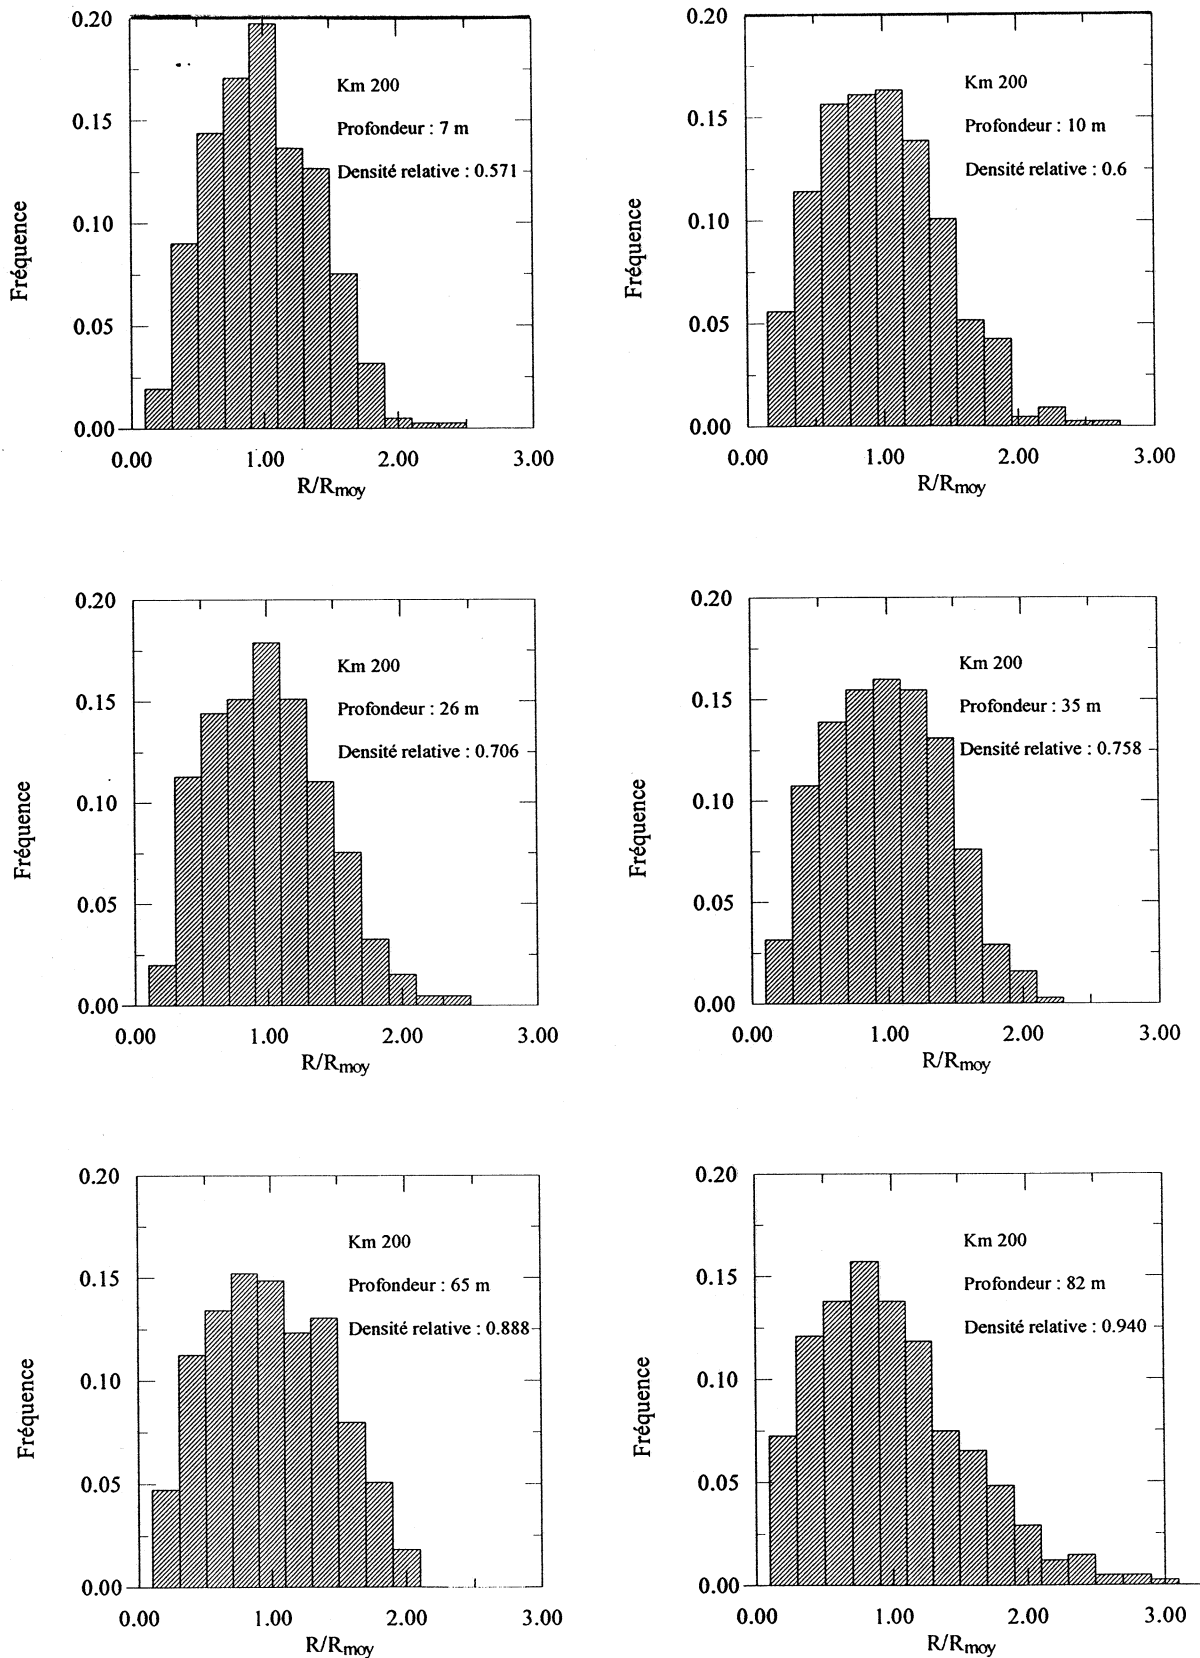 0.20
0.15
0.10
0.05
0.00
Fréquence
Km 200
Profondeur : 7 m
Densité relative : 0.571
0.00 1.00 2.00 3.00
R/Rmoy
0.20
0.15
0.10
0.05
0.00
Fréquence
Km 200
Profondeur : 10 m
Densité relative : 0.6
0.00 1.00 2.00 3.00
R/Rmoy
0.20
0.15
0.10
0.05
0.00
Fréquence
Km 200
Profondeur : 26 m
Densité relative : 0.706
0.00 1.00 2.00 3.00
R/Rmoy
0.20
0.15
0.10
0.05
0.00
Fréquence
Km 200
Profondeur : 35 m
Densité relative : 0.758
0.00 1.00 2.00 3.00
R/Rmoy
0.20
0.15
0.10
0.05
0.00
Fréquence
Km 200
Profondeur : 65 m
Densité relative : 0.888
0.00 1.00 2.00 3.00
R/Rmoy
0.20
0.15
0.10
0.05
0.00
Fréquence
Km 200
Profondeur : 82 m
Densité relative : 0.940
0.00 1.00 2.00 3.00
R/Rmoy